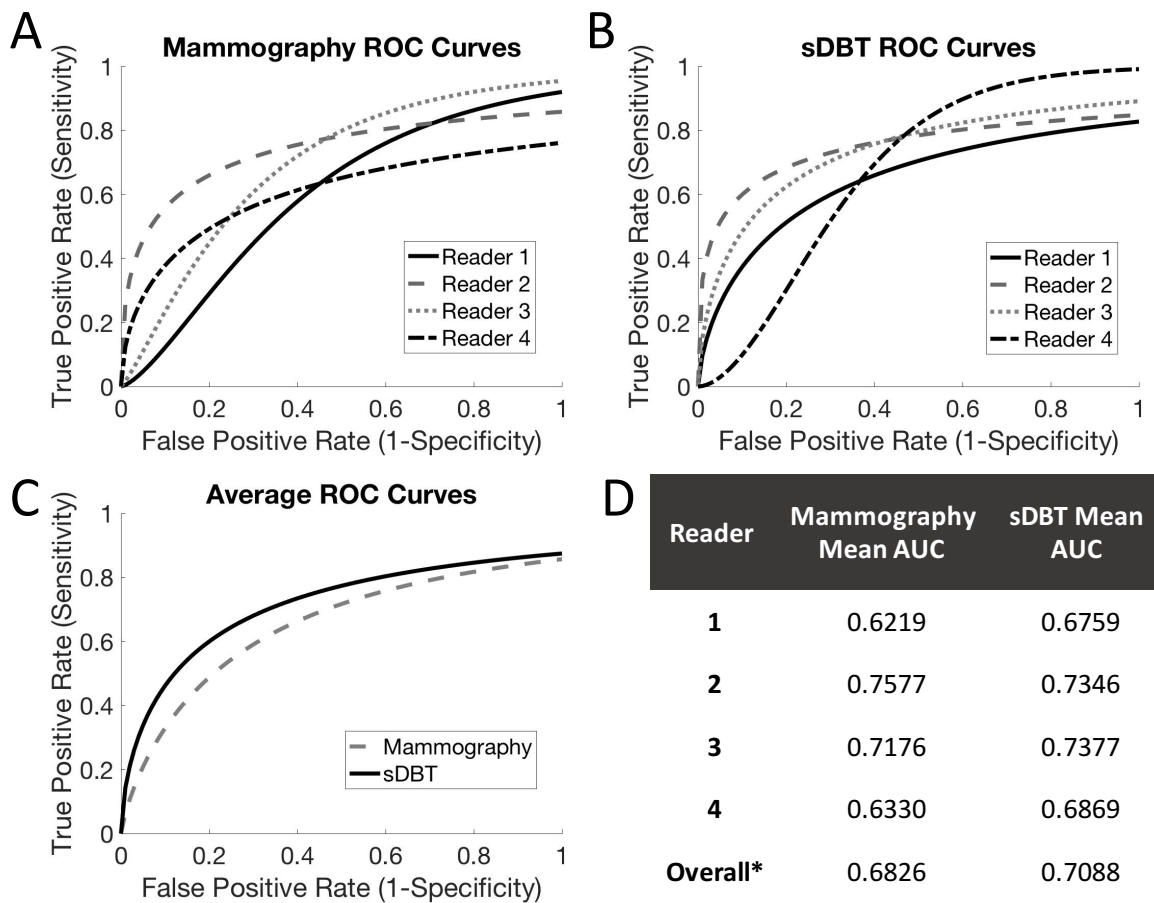 A
Mammography ROC Curves
True Positive Rate (Sensitivity)
1
0.8
0.6
0.4
0.2
0
Reader 1
Reader 2
Reader 3
Reader 4
0 0.2 0.4 0.6 0.8 1
False Positive Rate (1-Specificity)
B
sDBT ROC Curves
True Positive Rate (Sensitivity)
1
0.8
0.6
0.4
0.2
0
Reader 1
Reader 2
Reader 3
Reader 4
0 0.2 0.4 0.6 0.8 1
False Positive Rate (1-Specificity)
C
Average ROC Curves
True Positive Rate (Sensitivity)
1
0.8
0.6
0.4
0.2
0
Mammography
sDBT
0 0.2 0.4 0.6 0.8 1
False Positive Rate (1-Specificity)
D
Reader Mammography Mean AUC sDBT Mean AUC
1 0.6219 0.6759
2 0.7577 0.7346
3 0.7176 0.7377
4 0.6330 0.6869
Overall* 0.6826 0.7088